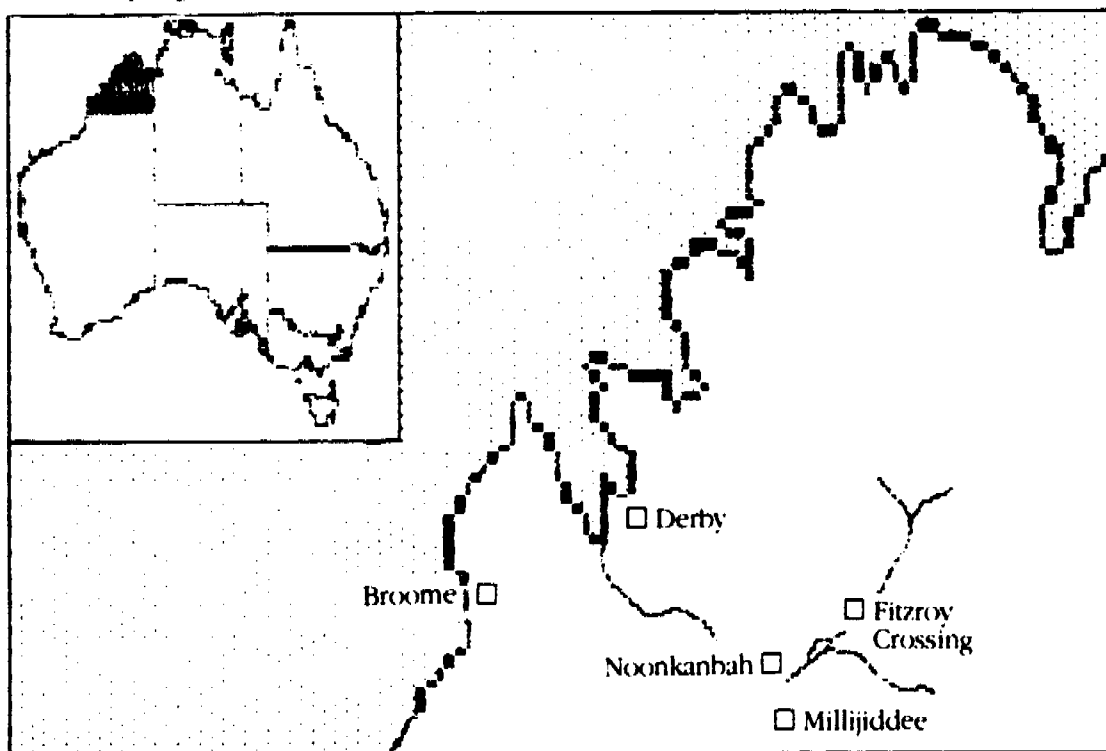 Derby
Broome
Fitzroy
Crossing
Noonkanbah
Millijiddee